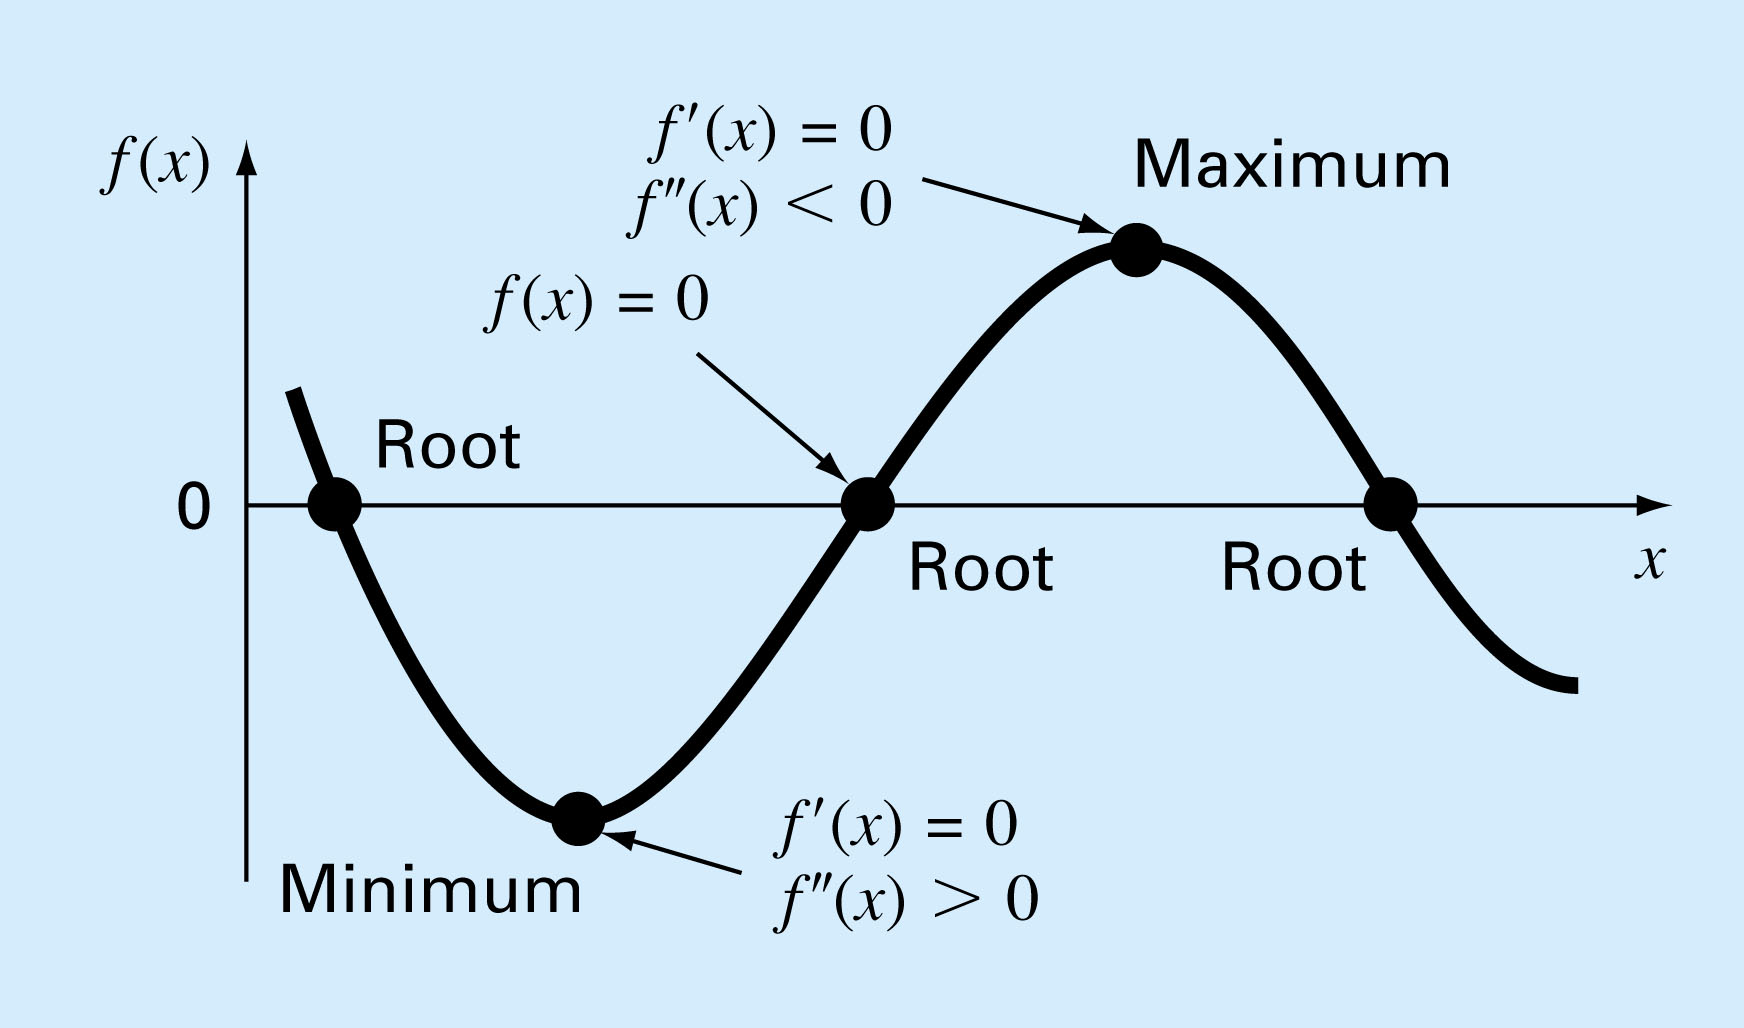 f′(x) = 0
f″(x) < 0
Maximum
f(x)
f(x) = 0
Root
0
Root
Root
x
f′(x) = 0
f″(x) > 0
Minimum